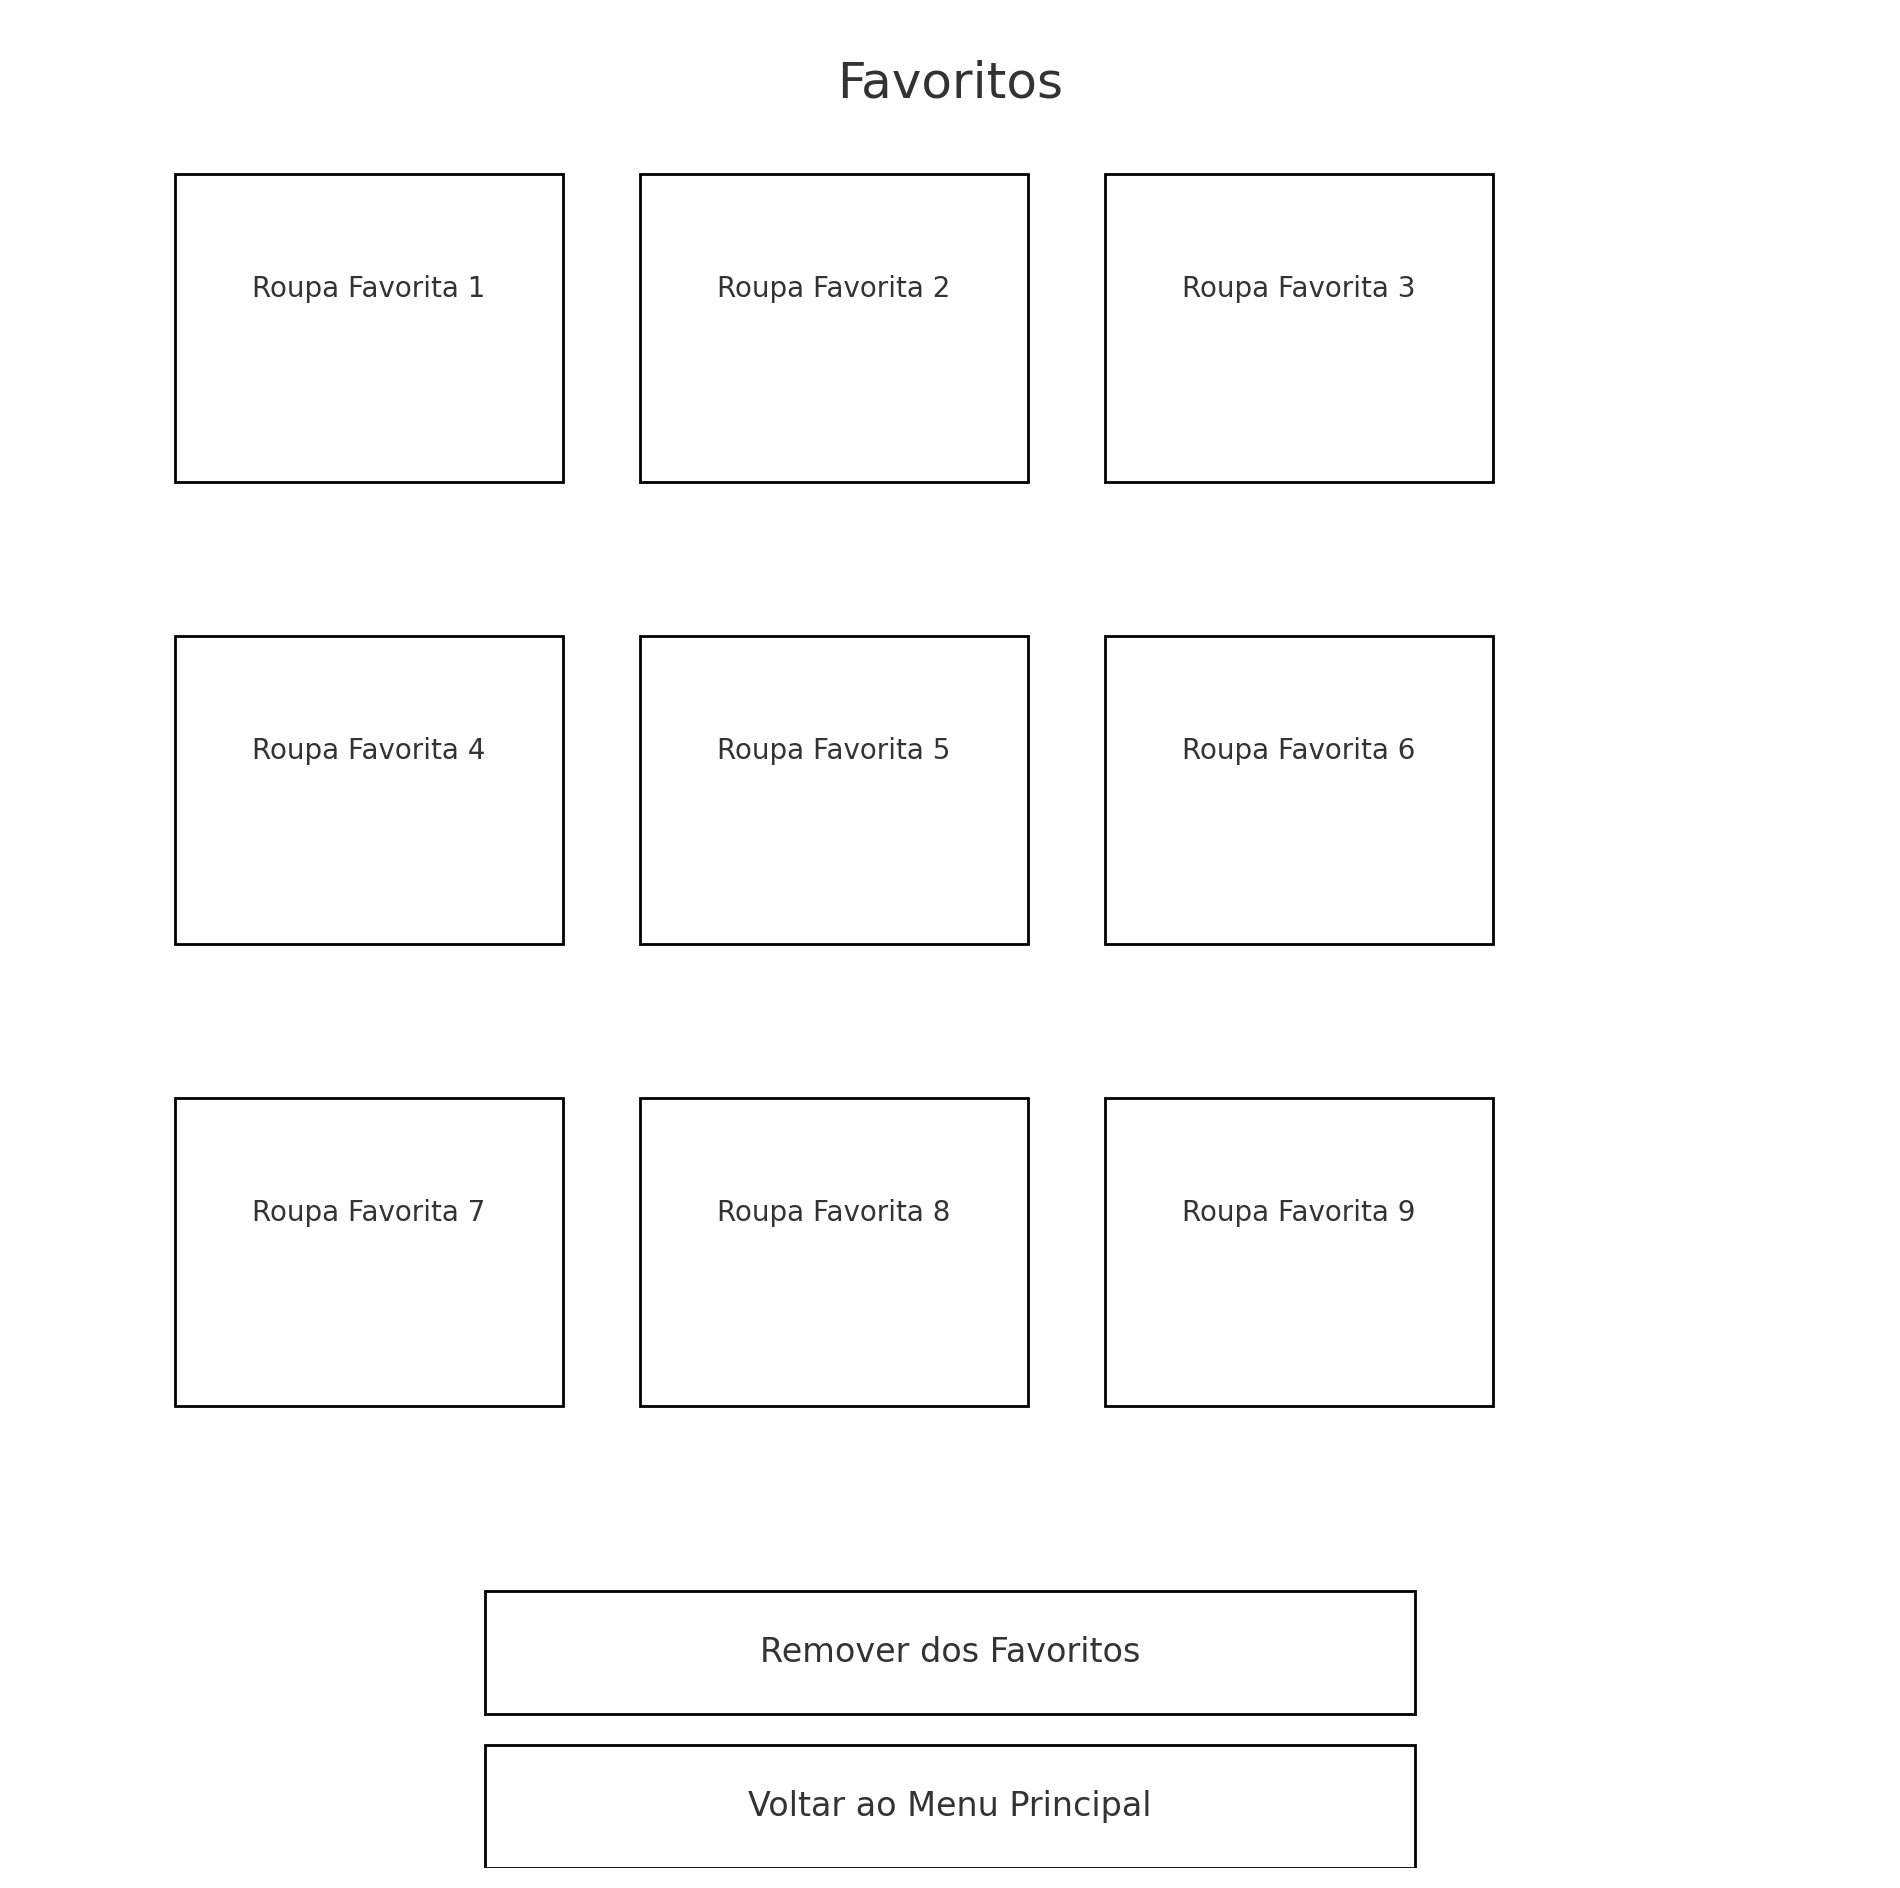 Favoritos
Roupa Favorita 1
Roupa Favorita 2
Roupa Favorita 3
Roupa Favorita 4
Roupa Favorita 5
Roupa Favorita 6
Roupa Favorita 7
Roupa Favorita 8
Roupa Favorita 9
Remover dos Favoritos
Voltar ao Menu Principal